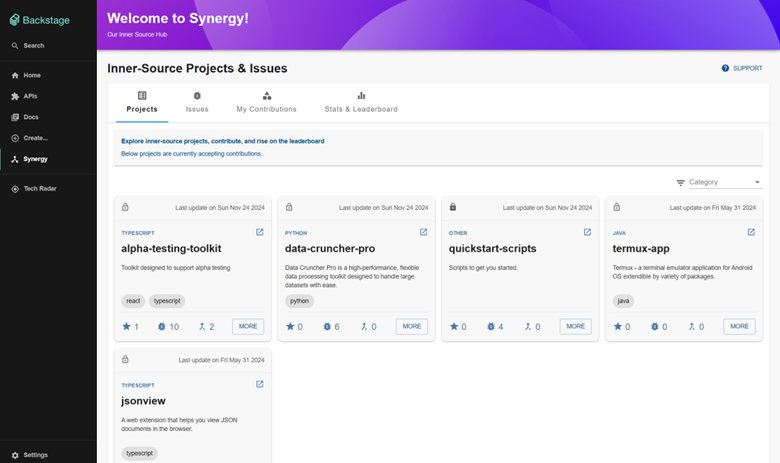 Backstage
Search
Home
APIs
Docs
Create...
Synergy
Tech Radar
Settings
Welcome to Synergy!
Our Inner Source Hub
Inner-Source Projects & Issues
SUPPORT
Projects
Issues
My Contributions
Stats & Leaderboard
Explore inner-source projects, contribute, and rise on the leaderboard
Below projects are currently accepting contributions.
Category
Last update on Sun Nov 24 2024
TYPESCRIPT
alpha-testing-toolkit
Toolkit designed to support alpha testing
react typescript
1 10 2 MORE
Last update on Sun Nov 24 2024
PYTHON
data-cruncher-pro
Data Cruncher Pro is a high-performance, flexible
data processing toolkit designed to handle large
datasets with ease.
python
0 6 0 MORE
Last update on Sun Nov 24 2024
OTHER
quickstart-scripts
Scripts to get you started.
0 4 0 MORE
Last update on Fri May 31 2024
JAVA
termux-app
Termux - a terminal emulator application for Android
OS extendible by variety of packages.
java
0 0 0 MORE
Last update on Fri May 31 2024
TYPESCRIPT
jsonview
A web extension that helps you view JSON
documents in the browser.
typescript